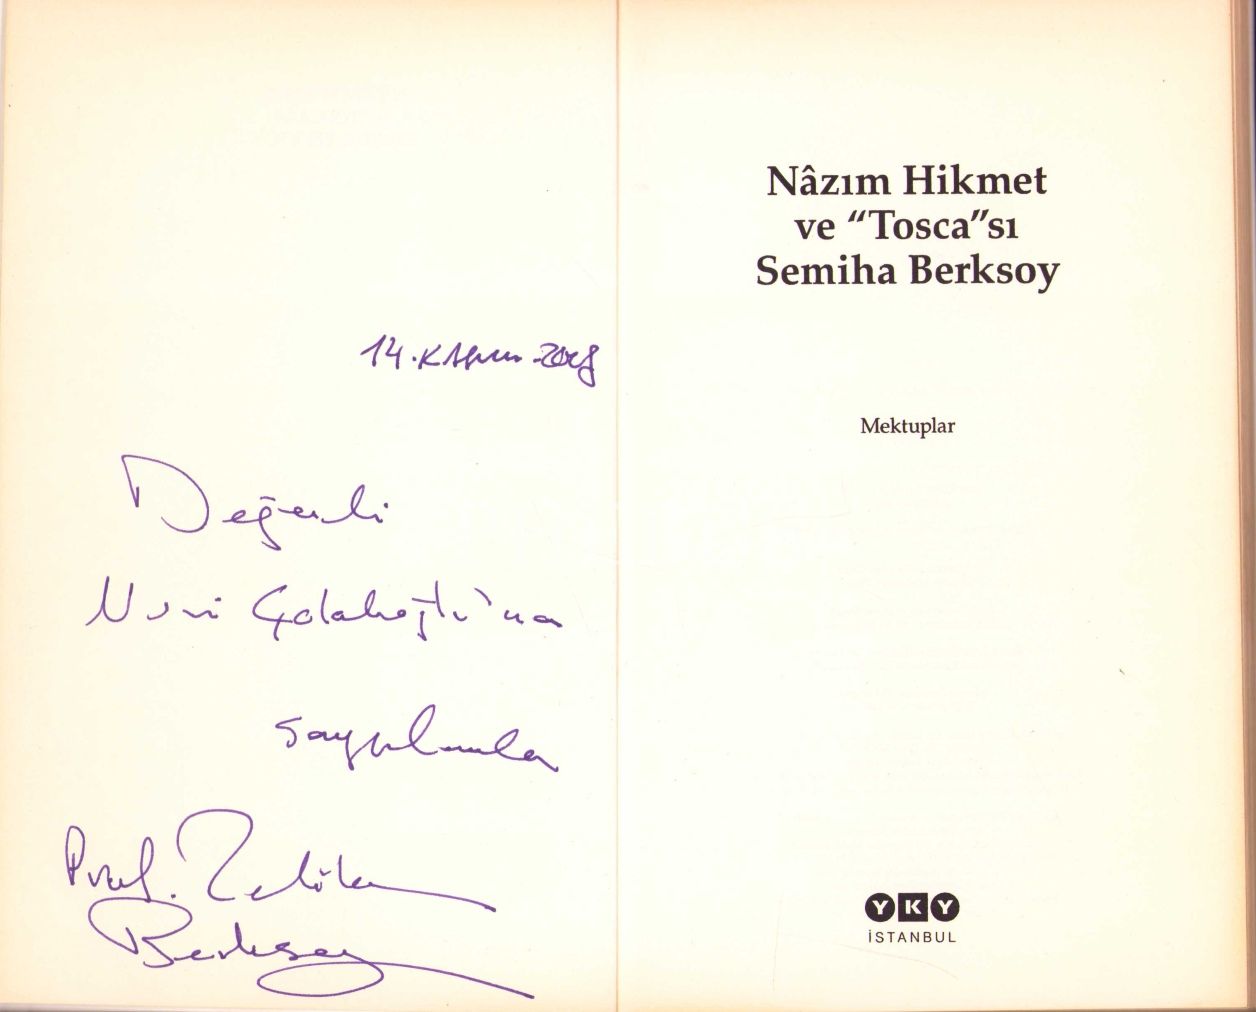 14.Kasım.2008
Değerli
Nuri Çolakoğlu'na
Saygılarımla
Prof. Zeliha
Berksoy
Nâzım Hikmet
ve “Tosca”sı
Semiha Berksoy
Mektuplar
YKY
İSTANBUL